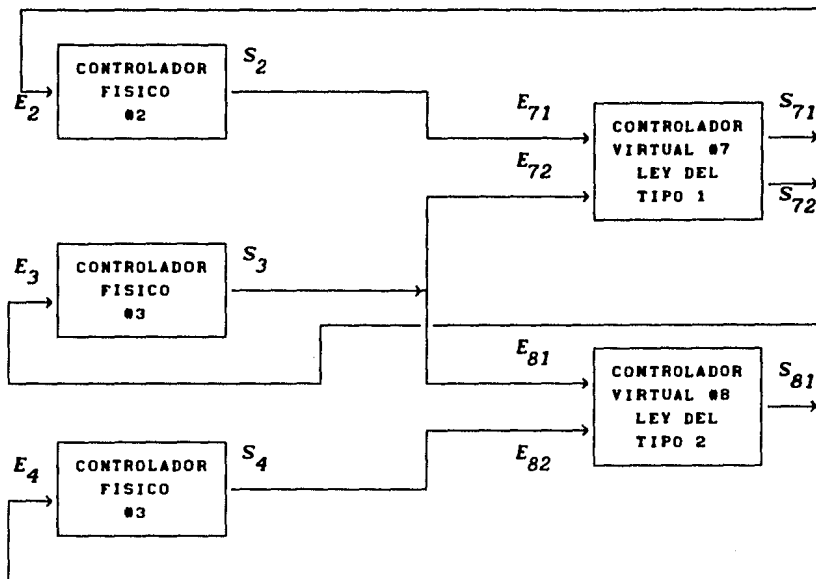 S2
CONTROLADOR
FISICO
#2
E2
E71
E72
CONTROLADOR
VIRTUAL #7
LEY DEL
TIPO 1
S71
S72
E3
S3
CONTROLADOR
FISICO
#3
E81
E82
CONTROLADOR
VIRTUAL #8
LEY DEL
TIPO 2
S81
E4
S4
CONTROLADOR
FISICO
#3